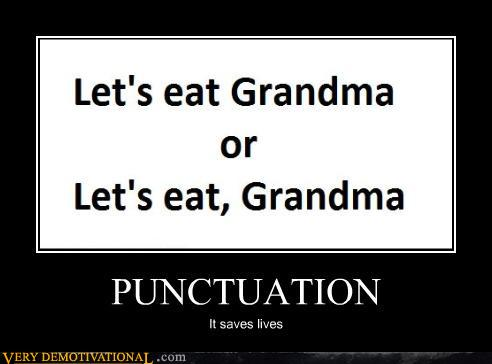 Let's eat Grandma
or
Let's eat, Grandma
PUNCTUATION
It saves lives
VERY DEMOTIVATIONAL.com